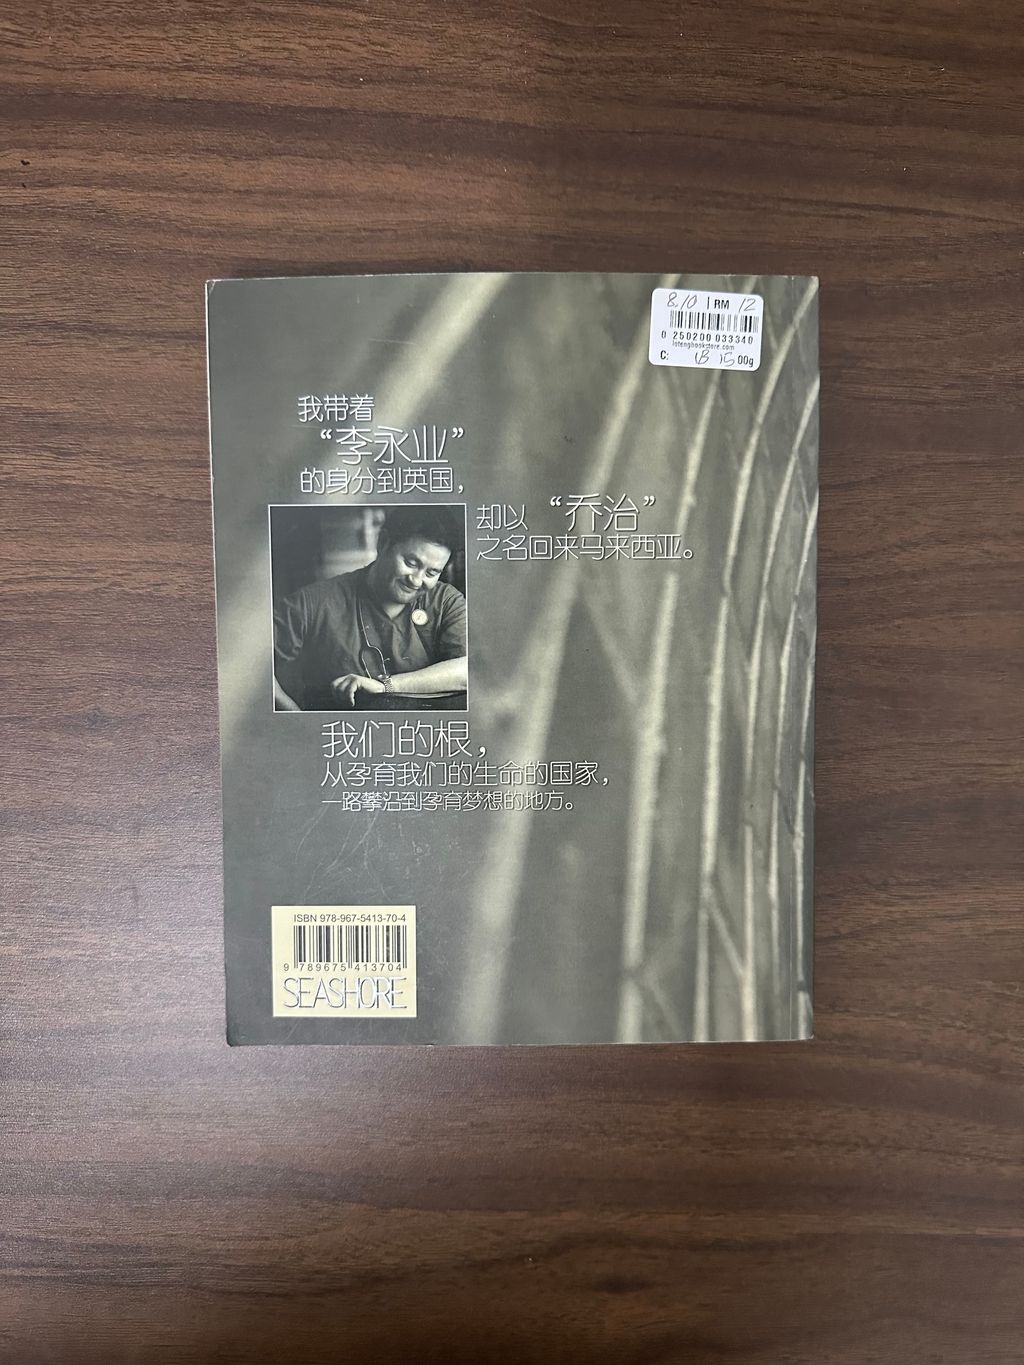 8.10 RM 12
0 250200 033340
lotengbookstore.com
C: 1B 15 00g
我带着
“李永业”
的身分到英国，
却以 “乔治”
之名回来马来西亚。
我们的根，
从孕育我们的生命的国家，
一路攀沿到孕育梦想的地方。
ISBN 978-967-5413-70-4
9 789675 413704
SEASHORE